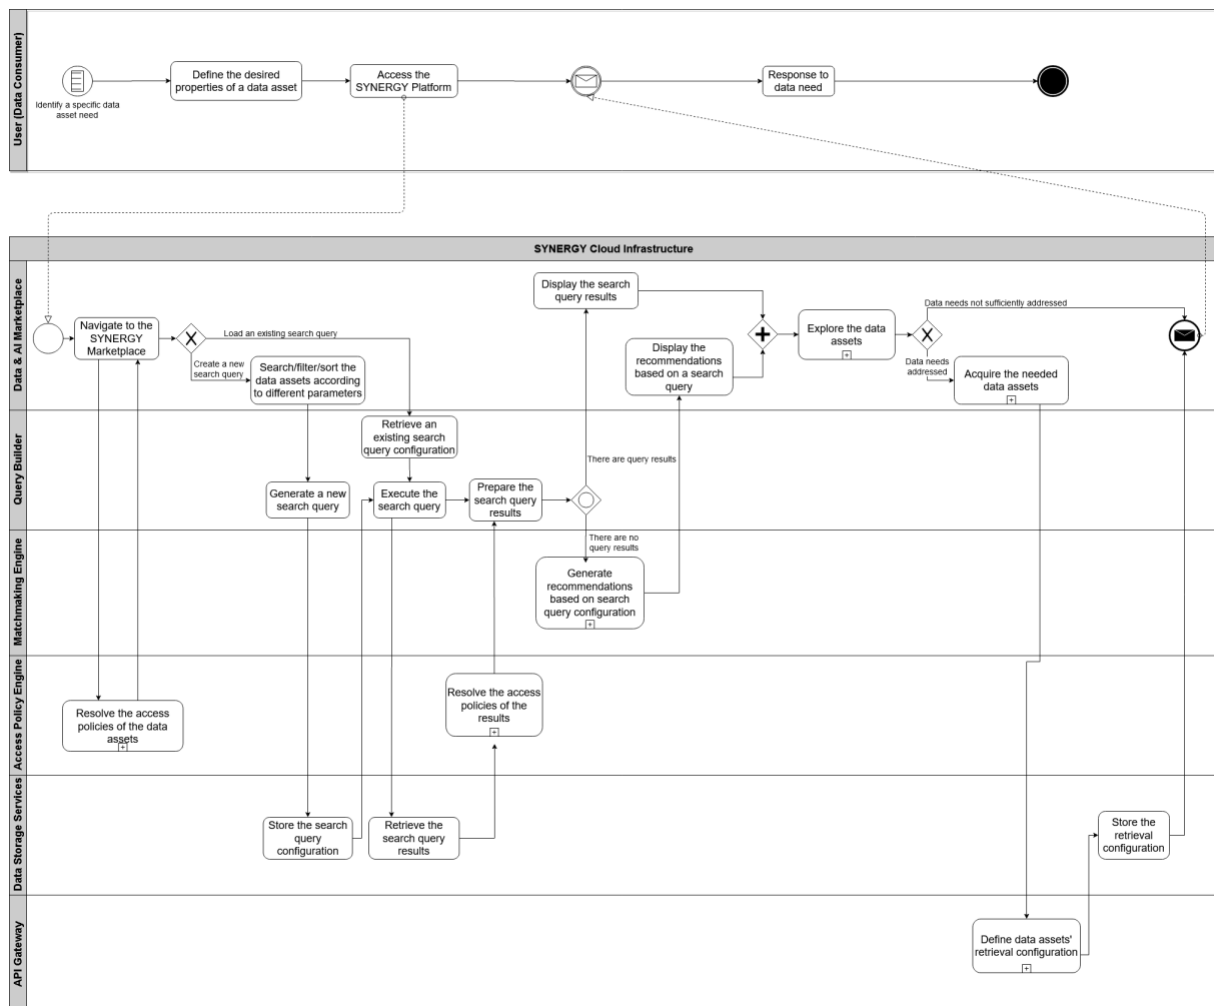 User (Data Consumer)
Identify a specific data
asset need
Define the desired
properties of a data asset
Access the
SYNERGY Platform
Response to
data need
SYNERGY Cloud Infrastructure
Data & AI Marketplace
Navigate to the
SYNERGY
Marketplace
Load an existing search query
Create a new
search query
Search/filter/sort the
data assets according
to different parameters
Display the search
query results
Display the
recommendations
based on a search
query
Explore the data
assets
Data needs not sufficiently addressed
Data needs
addressed
Acquire the needed
data assets
Query Builder
Retrieve an
existing search
query configuration
Generate a new
search query
Execute the
search query
Prepare the
search query
results
There are query results
There are no
query results
Matchmaking Engine
Generate
recommendations
based on search
query configuration
Access Policy Engine
Resolve the access
policies of the data
assets
Resolve the access
policies of the
results
Data Storage Services
Store the search
query
configuration
Retrieve the
search query
results
Store the
retrieval
configuration
API Gateway
Define data assets'
retrieval configuration